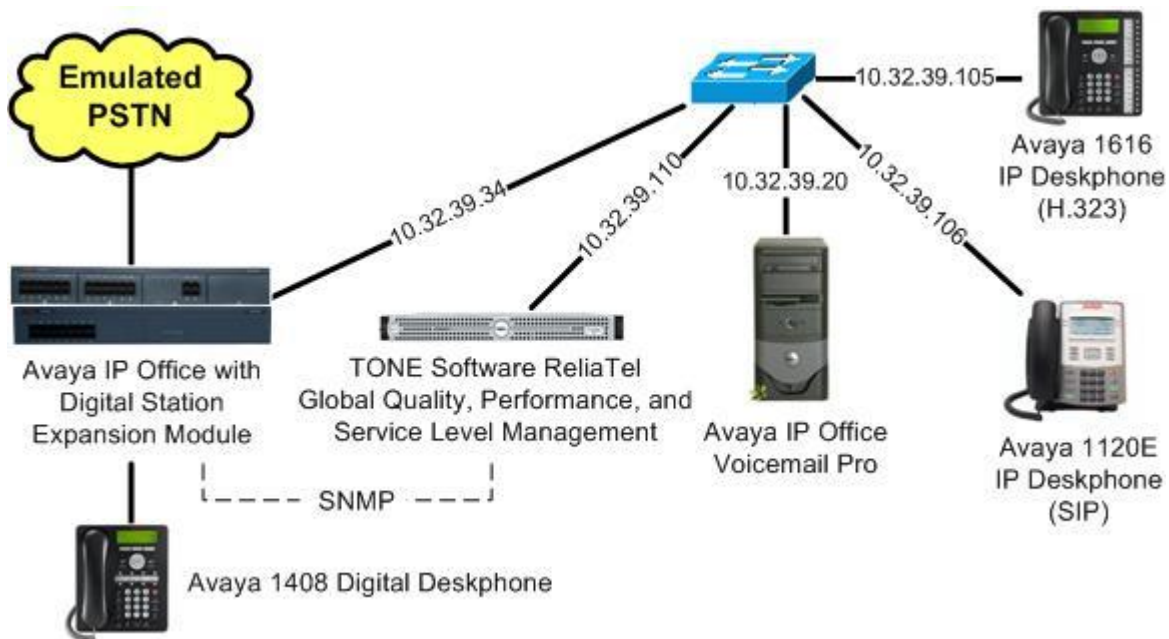 Emulated
PSTN
10.32.39.105
Avaya 1616
IP Deskphone
(H.323)
10.32.39.34
10.32.39.110
10.32.39.20
10.32.39.106
Avaya IP Office with
Digital Station
Expansion Module
TONE Software ReliaTel
Global Quality, Performance, and
Service Level Management
Avaya IP Office
Voicemail Pro
Avaya 1120E
IP Deskphone
(SIP)
SNMP
Avaya 1408 Digital Deskphone